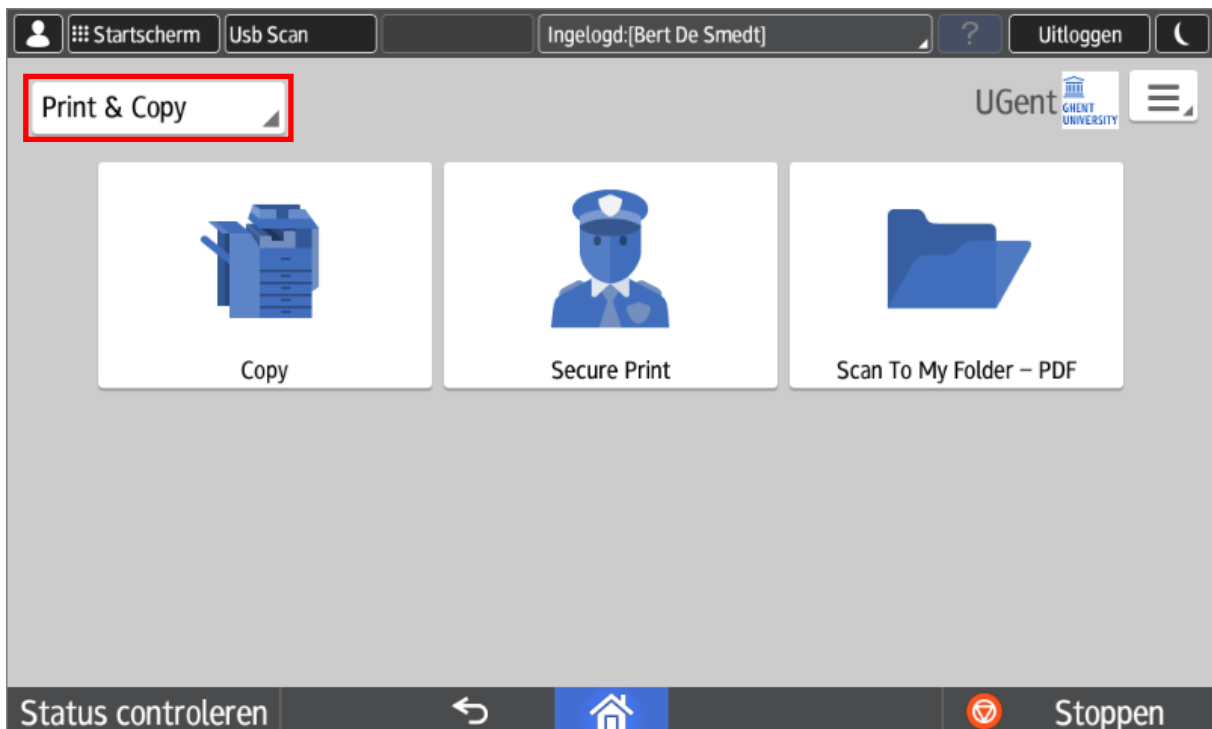 Startscherm
Usb Scan
Ingelogd:[Bert De Smedt]
?
Uitloggen
Print & Copy
UGent
GHENT
UNIVERSITY
Copy
Secure Print
Scan To My Folder – PDF
Status controleren
Stoppen